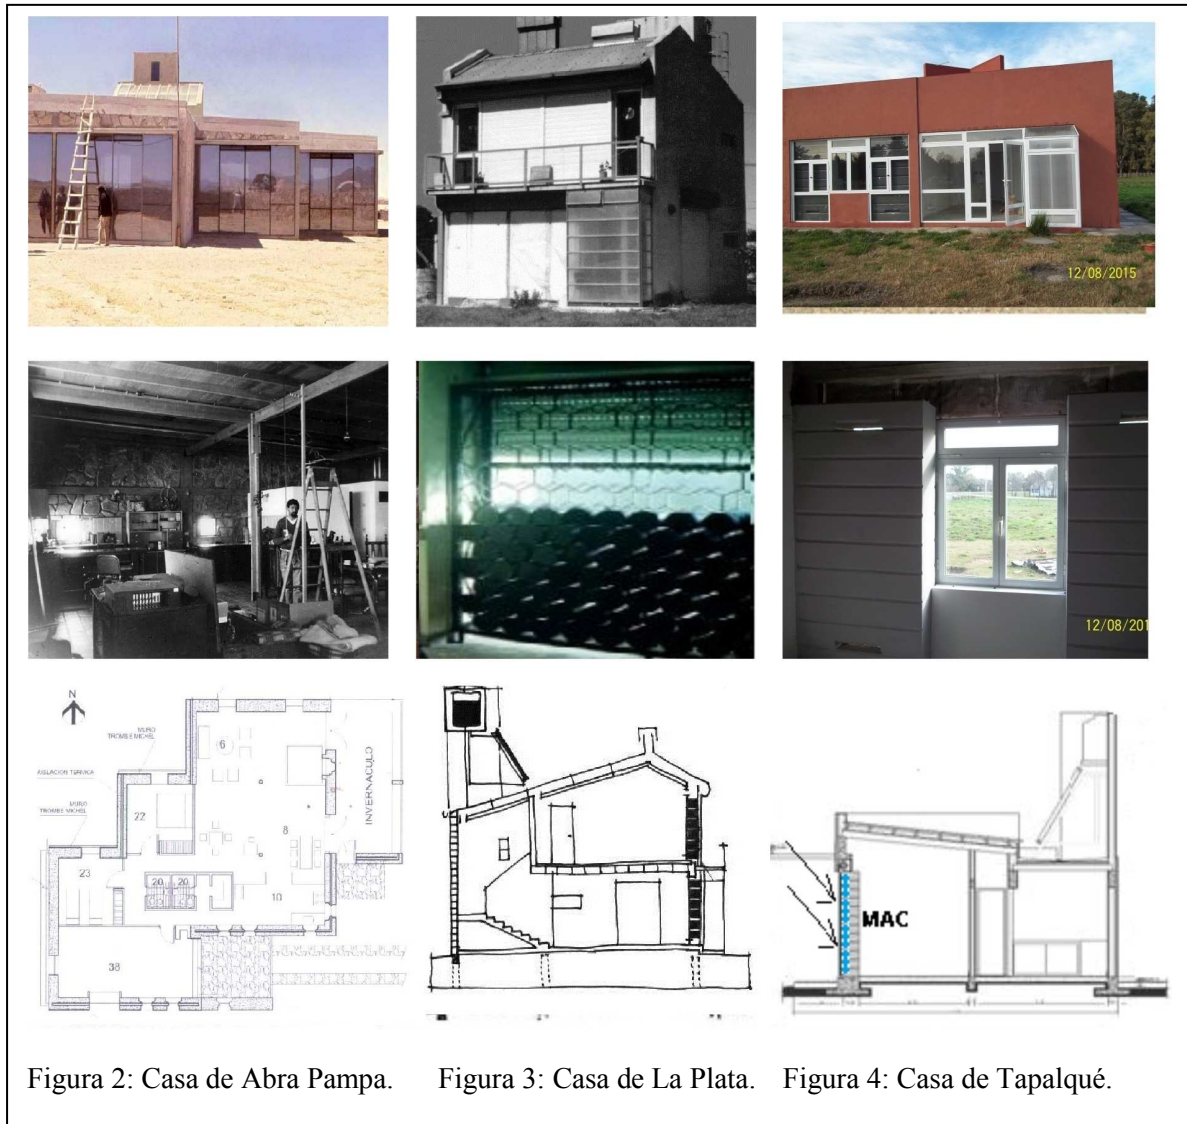 12/08/2015
12/08/201
N
MURO
TROMBE MICHEL
AISLACION TERMICA
MURO
TROMBE MICHEL
6
INVERNACULO
22
8
23
20
20
10
38
MAC
Figura 2: Casa de Abra Pampa.
Figura 3: Casa de La Plata.
Figura 4: Casa de Tapalqué.